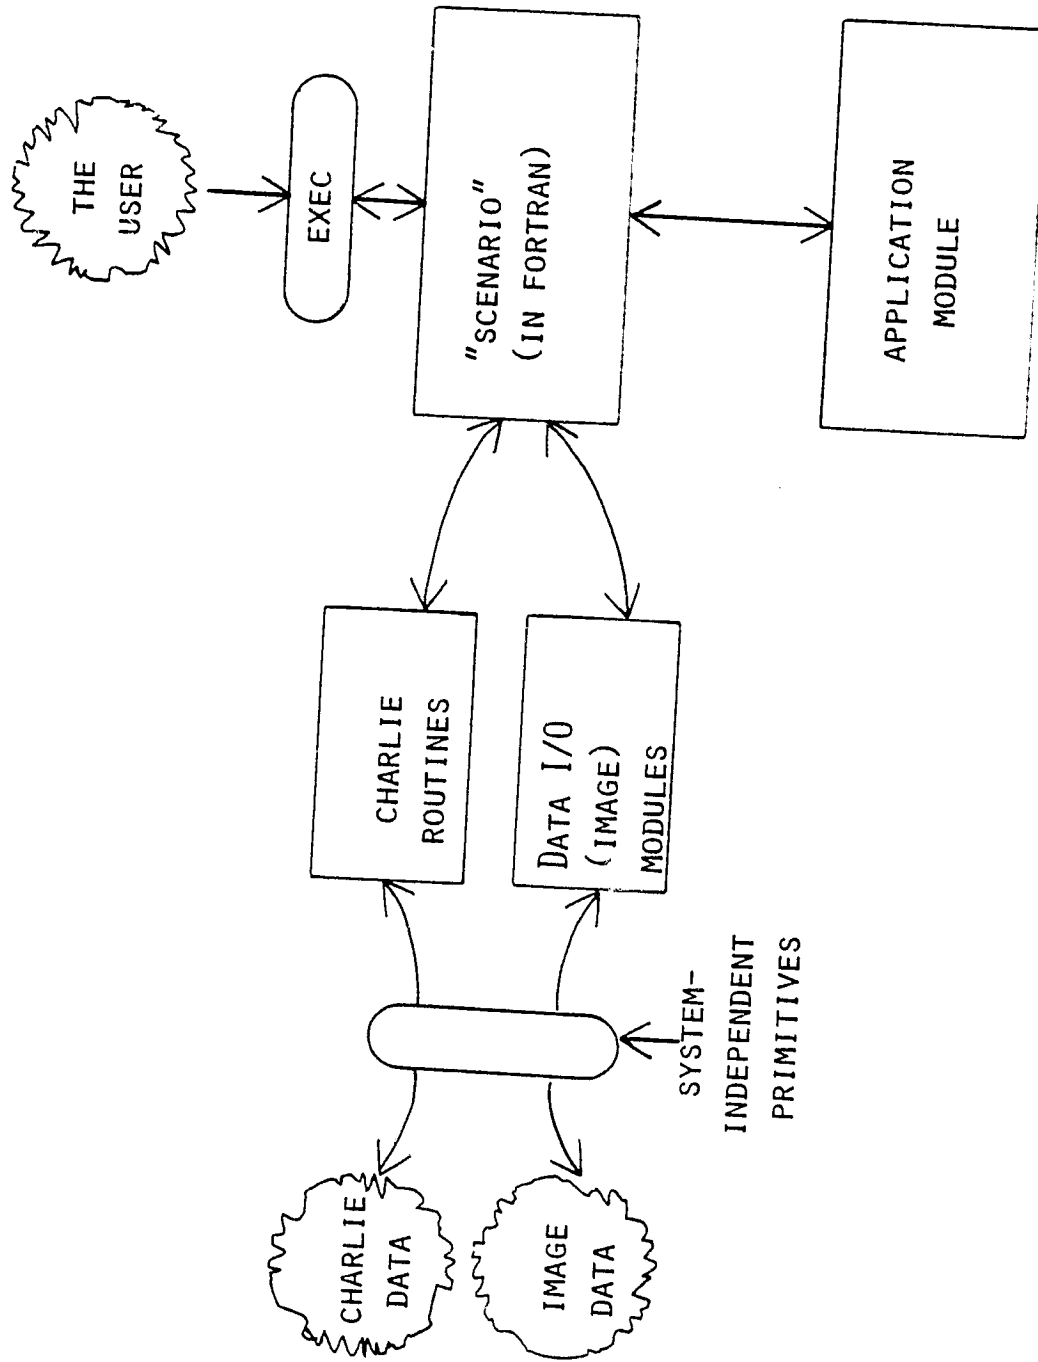 THE
USER
EXEC
"SCENARIO"
(IN FORTRAN)
APPLICATION
MODULE
CHARLIE
ROUTINES
DATA I/O
(IMAGE)
MODULES
SYSTEM-
INDEPENDENT
PRIMITIVES
CHARLIE
DATA
IMAGE
DATA